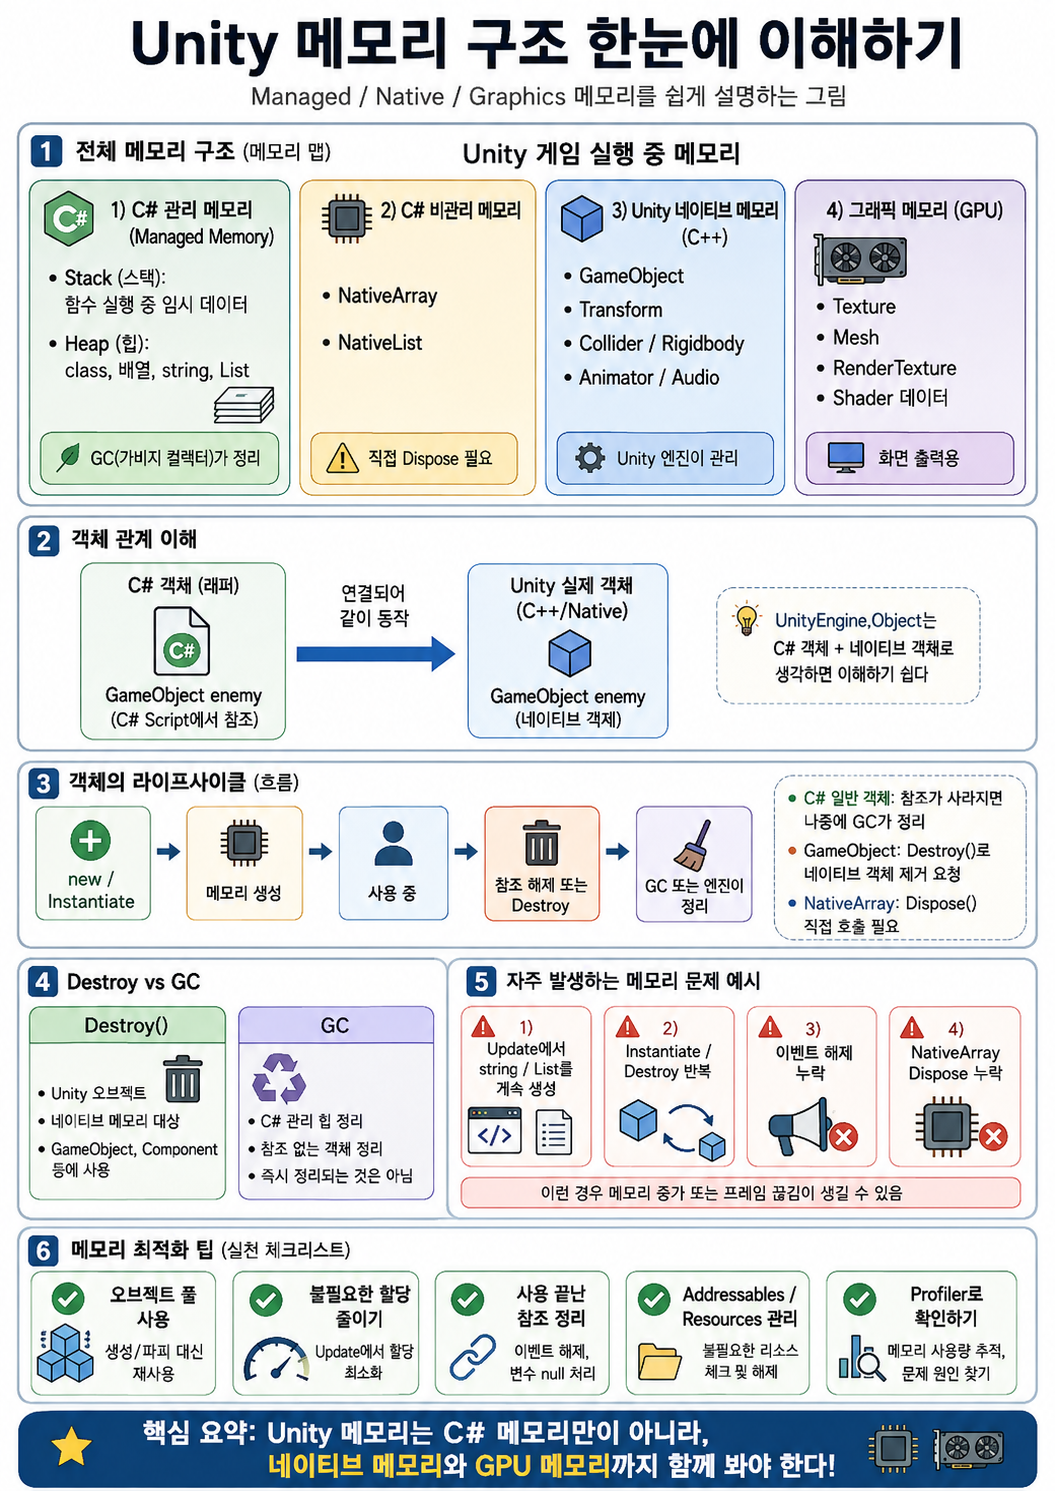 Unity 메모리 구조 한눈에 이해하기
Managed / Native / Graphics 메모리를 쉽게 설명하는 그림
1 전체 메모리 구조 (메모리 맵)
Unity 게임 실행 중 메모리
C#
1) C# 관리 메모리
(Managed Memory)
• Stack (스택):
함수 실행 중 임시 데이터
• Heap (힙):
class, 배열, string, List
GC(가비지 컬렉터)가 정리
2) C# 비관리 메모리
• NativeArray
• NativeList
직접 Dispose 필요
3) Unity 네이티브 메모리
(C++)
• GameObject
• Transform
• Collider / Rigidbody
• Animator / Audio
Unity 엔진이 관리
4) 그래픽 메모리 (GPU)
• Texture
• Mesh
• RenderTexture
• Shader 데이터
화면 출력용
2 객체 관계 이해
C# 객체 (래퍼)
C#
GameObject enemy
(C# Script에서 참조)
연결되어
같이 동작
Unity 실제 객채
(C++/Native)
GameObject enemy
(네이티브 객제)
UnityEngine,Object는
C# 객체 + 네이티브 객채로
생각하면 이해하기 쉽다
3 객체의 라이프사이클 (흐름)
new /
Instantiate
메모리 생성
사용 중
참조 해제 또는
Destroy
GC 또는 엔진이
정리
• C# 일반 객체: 참조가 사라지면
나중에 GC가 정리
• GameObject: Destroy()로
네이티브 객체 제거 요청
• NativeArray: Dispose()
직접 호출 필요
4 Destroy vs GC
Destroy()
• Unity 오브젝트
• 네이티브 메모리 대상
• GameObject, Component
등에 사용
GC
• C# 관리 힙 정리
• 참조 없는 객체 정리
• 즉시 정리되는 것은 아님
5 자주 발생하는 메모리 문제 예시
1)
Update에서
string / List를
게속 생성
2)
Instantiate /
Destroy 반복
3)
이벤트 해제
누락
4)
NativeArray
Dispose 누락
이런 경우 메모리 중가 또는 프레임 끊김이 생길 수 있음
6 메모리 최적화 팁 (실천 체크리스트)
오브젝트 풀
사용
생성/파피 대신
재사용
불필요한 할당
줄이기
Update에서 할당
최소화
사용 끝난
참조 정리
이벤트 해제,
변수 null 처리
Addressables /
Resources 관리
불필요한 리소스
체크 및 해제
Profiler로
확인하기
메모리 사용량 추적,
문제 원인 찾기
핵심 요약: Unity 메모리는 C# 메모리만이 아니라,
네이티브 메모리와 GPU 메모리까지 함께 봐야 한다!